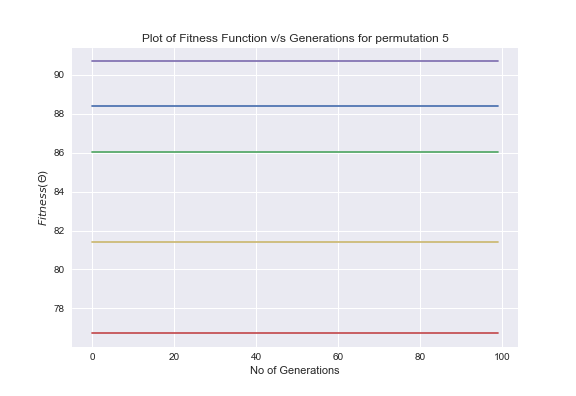 Plot of Fitness Function v/s Generations for permutation 5
90
88
86
84
82
80
78
Fitness(Θ)
0 20 40 60 80 100
No of Generations